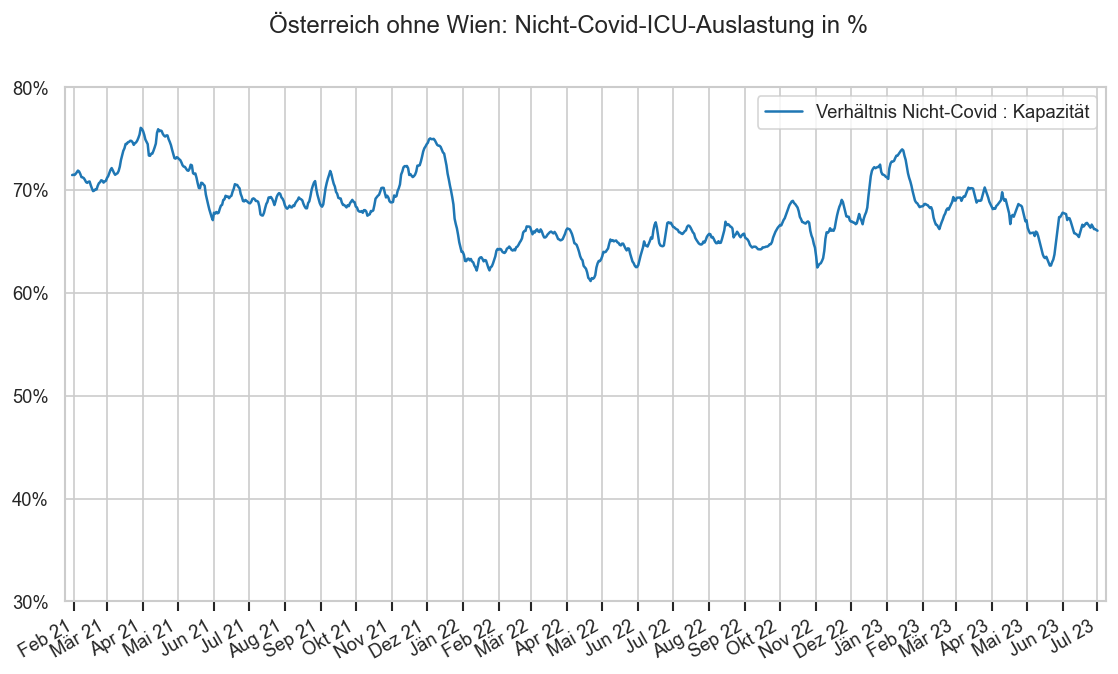 Österreich ohne Wien: Nicht-Covid-ICU-Auslastung in %
80%
Verhältnis Nicht-Covid : Kapazität
70%
60%
50%
40%
30%
Feb 21
Mär 21
Apr 21
Mai 21
Jun 21
Jul 21
Aug 21
Sep 21
Okt 21
Nov 21
Dez 21
Jän 22
Feb 22
Mär 22
Apr 22
Mai 22
Jun 22
Jul 22
Aug 22
Sep 22
Okt 22
Nov 22
Dez 22
Jän 23
Feb 23
Mär 23
Apr 23
Mai 23
Jun 23
Jul 23